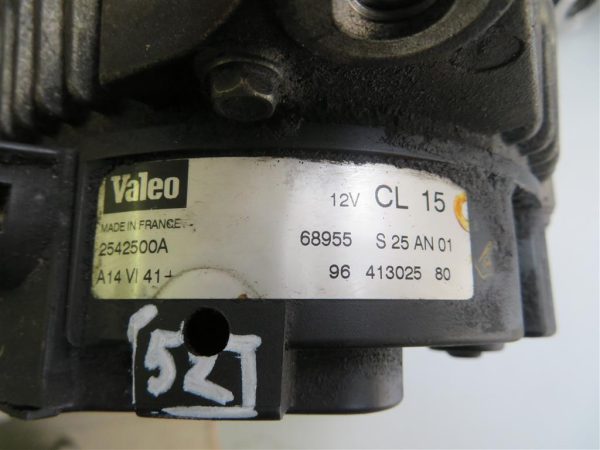 Valeo
12V CL 15
MADE IN FRANCE
2542500A
68955 S 25 AN 01
A14 VI 41+
96 413025 80
52